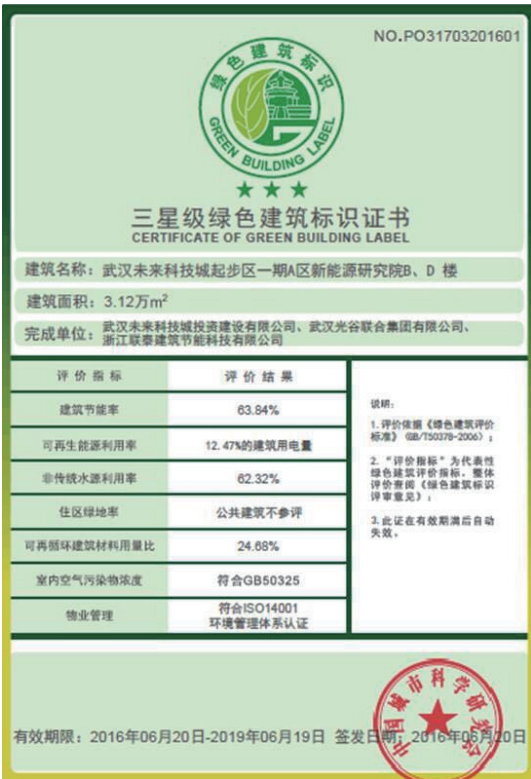 NO.PO31703201601
绿色建筑标识
GREEN BUILDING LABEL
三星级绿色建筑标识证书
CERTIFICATE OF GREEN BUILDING LABEL
建筑名称：武汉未来科技城起步区一期A区新能源研究院B、D 楼
建筑面积：3.12万m²
完成单位：武汉未来科技城投资建设有限公司、武汉光谷联合集团有限公司、
浙江联泰建筑节能科技有限公司
评 价 指 标 评 价 结 果
建筑节能率 63.84%
可再生能源利用率 12.47%的建筑用电量
非传统水源利用率 62.32%
住区绿地率 公共建筑不参评
可再循环建筑材料用量比 24.68%
室内空气污染物浓度 符合GB50325
物业管理 符合ISO14001
环境管理体系认证
说明：
1.评价依据《绿色建筑评价
标准》（GB/T50378-2006）；
2.“评价指标”为代表性
绿色建筑评价指标，整体
评价查阅《绿色建筑标识
评审意见》；
3.此证在有效期满后自动
失效。
中国城市科学研究会
有效期限：2016年06月20日-2019年06月19日 签发日期：2016年06月20日